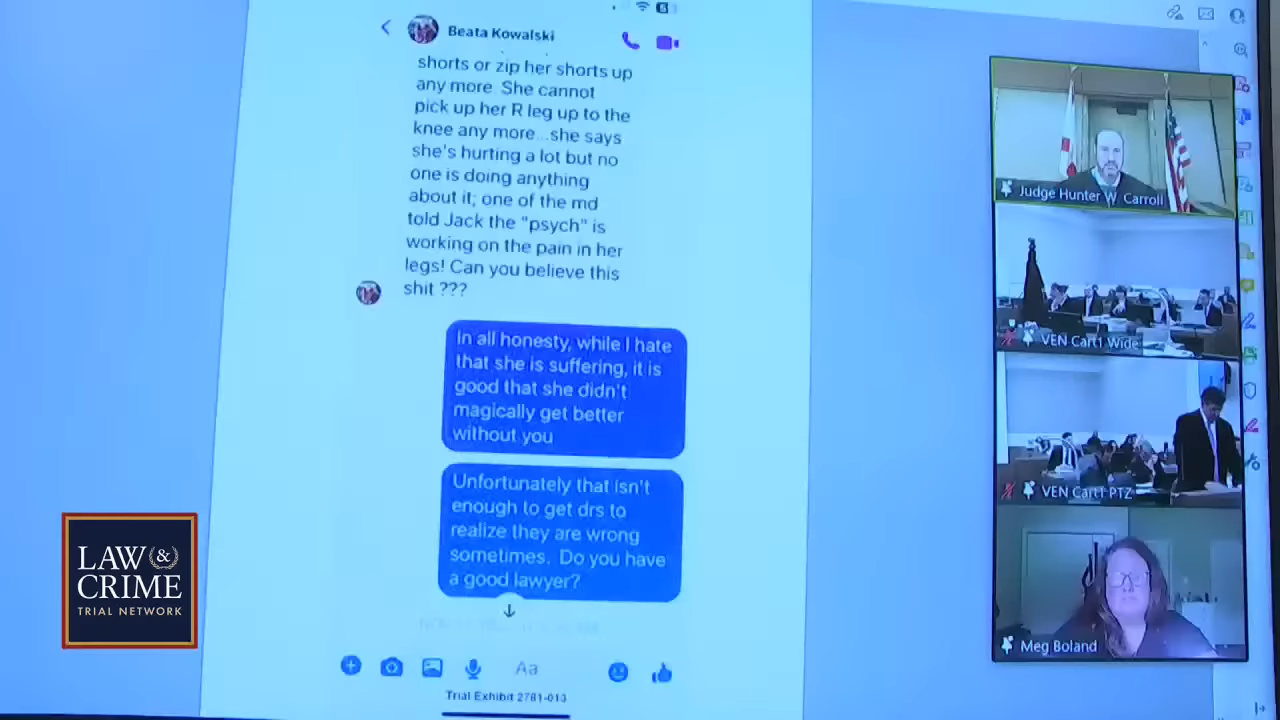 Beata Kowalski
shorts or zip her shorts up
any more. She cannot
pick up her R leg up to the
knee any more...she says
she's hurting a lot but no
one is doing anything
about it; one of the md
told Jack the "psych" is
working on the pain in her
legs! Can you believe this
shit ???
In all honesty, while I hate
that she is suffering, it is
good that she didn't
magically get better
without you
Unfortunately that isn't
enough to get drs to
realize they are wrong
sometimes. Do you have
a good lawyer?
Aa
Trial Exhibit 2781-013
Judge Hunter W Carroll
VEN Cart1 Wide
VEN Cart1 PTZ
Meg Boland
LAW &
CRIME
TRIAL NETWORK